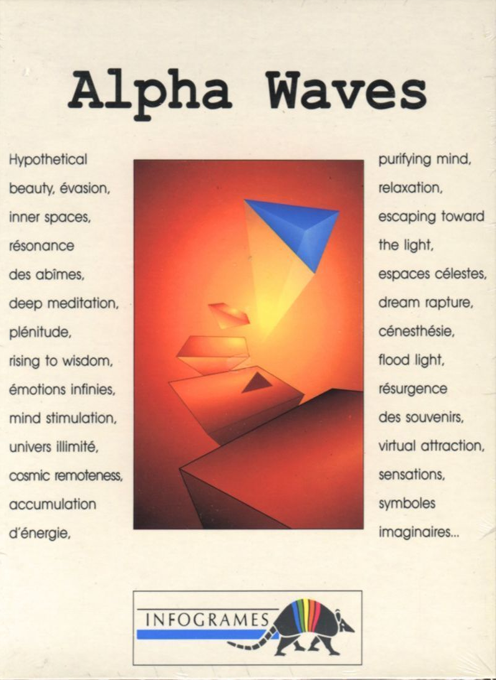 Alpha Waves
Hypothetical
beauty, évasion,
inner spaces,
résonance
des abîmes,
deep meditation,
plénitude,
rising to wisdom,
émotions infinies,
mind stimulation,
univers illimité,
cosmic remoteness,
accumulation
d'énergie,
purifying mind,
relaxation,
escaping toward
the light,
espaces célestes,
dream rapture,
cénesthésie,
flood light,
résurgence
des souvenirs,
virtual attraction,
sensations,
symboles
imaginaires...
INFOGRAMES